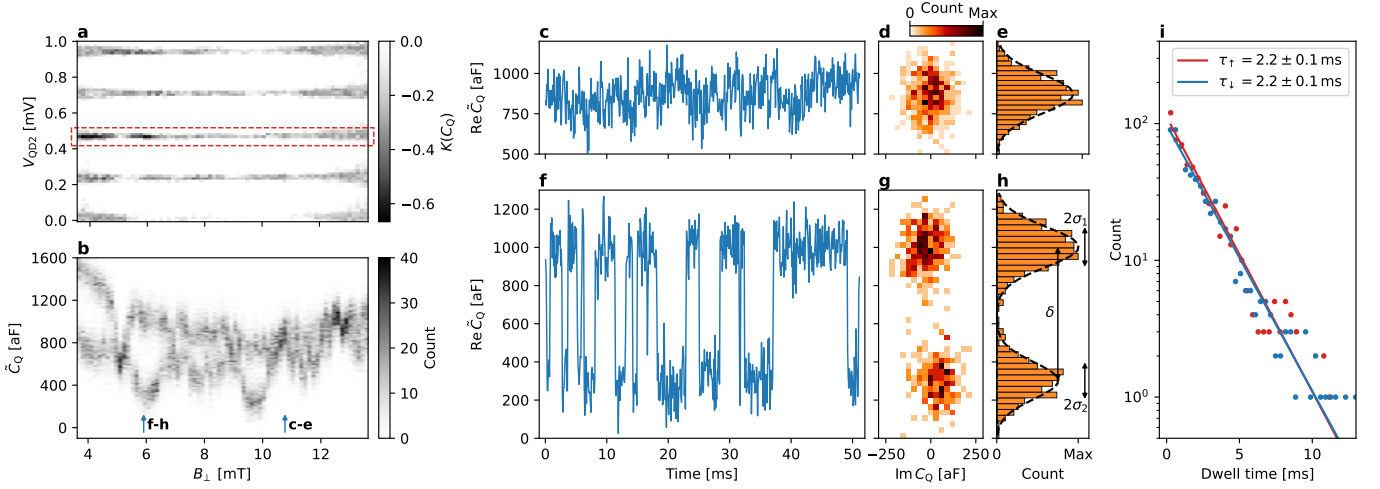 a
1.0
0.8
0.6
0.4
0.2
0.0
V_QD2 [mV]
0.0
−0.2
−0.4
−0.6
K(C_Q)
b
1600
1200
800
400
0
C̃_Q [aF]
f-h
c-e
4
6
8
10
12
B_⊥ [mT]
40
30
20
10
0
Count
c
1000
750
500
Re C̃_Q [aF]
Count
0
Max
d
e
f
1200
1000
800
600
400
200
0
Re C̃_Q [aF]
0
10
20
30
40
50
Time [ms]
g
−250
0
250
Im C_Q [aF]
h
2σ_1
δ
2σ_2
Max
Count
i
τ_↑ = 2.2 ± 0.1 ms
τ_↓ = 2.2 ± 0.1 ms
10^2
10^1
10^0
Count
0
5
10
Dwell time [ms]